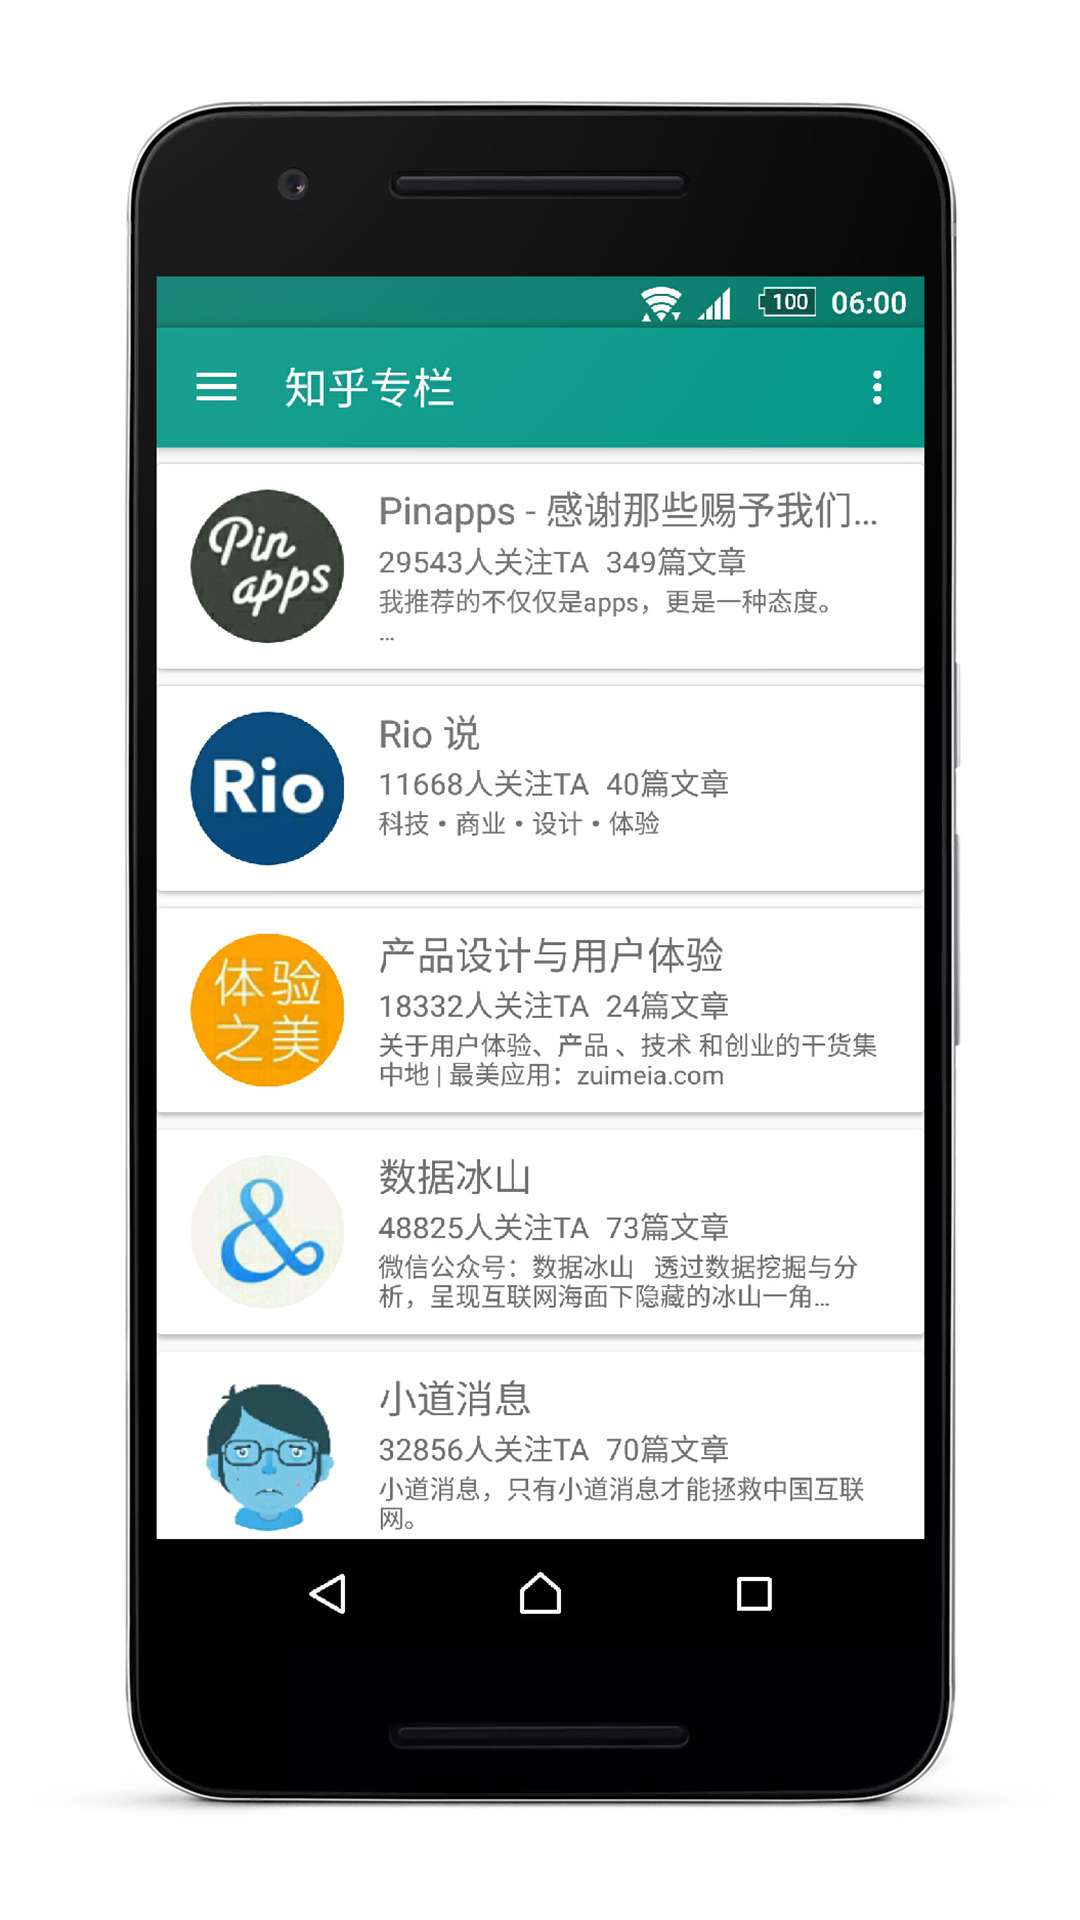 100 06:00
知乎专栏
Pin
apps
Pinapps - 感谢那些赐予我们...
29543人关注TA 349篇文章
我推荐的不仅仅是apps，更是一种态度。
...
Rio
Rio 说
11668人关注TA 40篇文章
科技・商业・设计・体验
体验
之美
产品设计与用户体验
18332人关注TA 24篇文章
关于用户体验、产品 、技术 和创业的干货集
中地 | 最美应用：zuimeia.com
&
数据冰山
48825人关注TA 73篇文章
微信公众号：数据冰山 透过数据挖掘与分
析，呈现互联网海面下隐藏的冰山一角...
小道消息
32856人关注TA 70篇文章
小道消息，只有小道消息才能拯救中国互联
网。